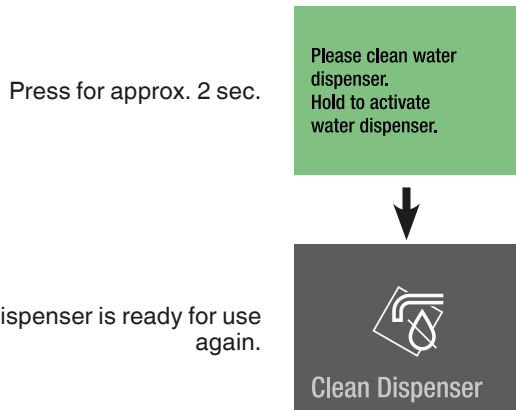 Press for approx. 2 sec.
Please clean water
dispenser.
Hold to activate
water dispenser.
ispenser is ready for use
again.
Clean Dispenser